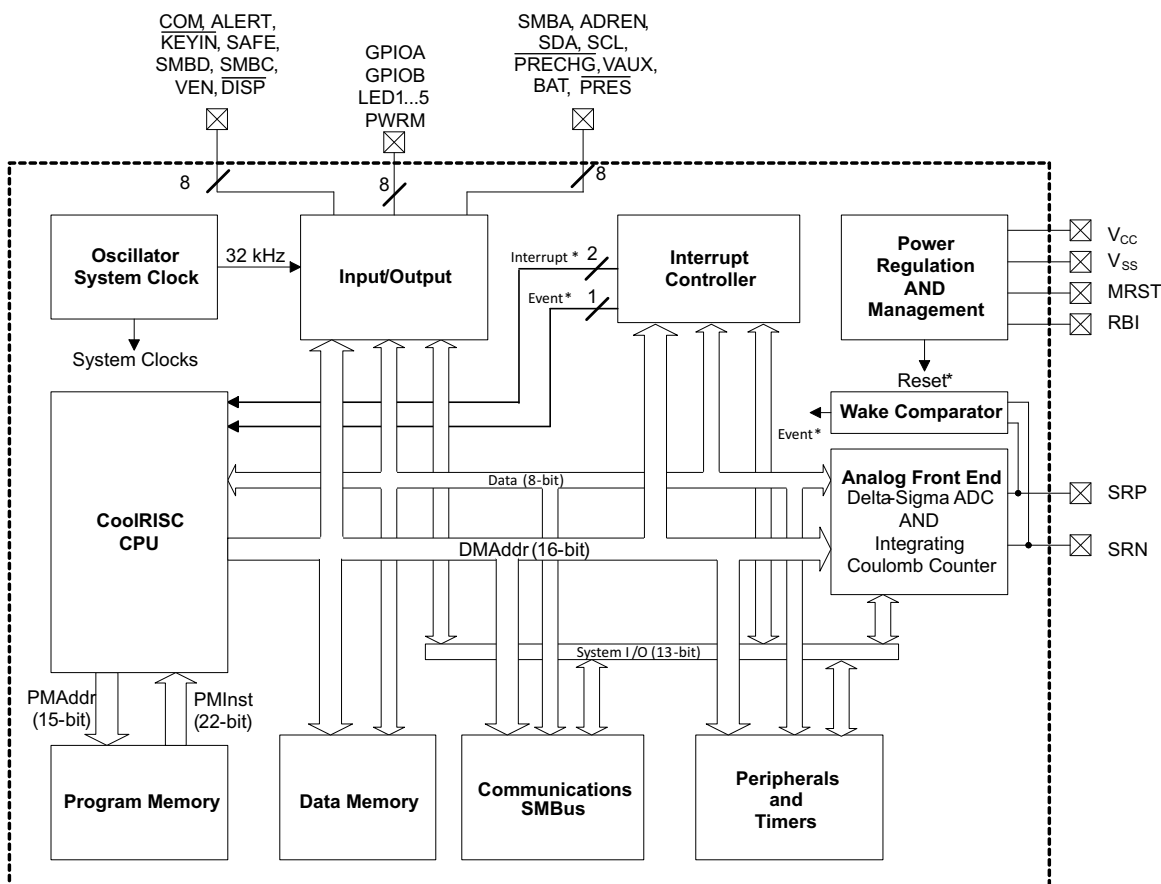 COM, ALERT,
KEYIN, SAFE,
SMBD, SMBC,
VEN, DISP
GPIOA
GPIOB
LED1...5
PWRM
SMBA, ADREN,
SDA, SCL,
PRECHG, VAUX,
BAT, PRES
8
8
8
Oscillator
System Clock
32 kHz
Input/Output
Interrupt *
2
Event*
1
Interrupt
Controller
Power
Regulation
AND
Management
VCC
VSS
MRST
RBI
System Clocks
Reset*
Wake Comparator
Event*
CoolRISC
CPU
Data (8-bit)
DMAddr (16-bit)
Analog Front End
Delta-Sigma ADC
AND
Integrating
Coulomb Counter
SRP
SRN
System I/O (13-bit)
PMAddr
(15-bit)
PMInst
(22-bit)
Program Memory
Data Memory
Communications
SMBus
Peripherals
and
Timers